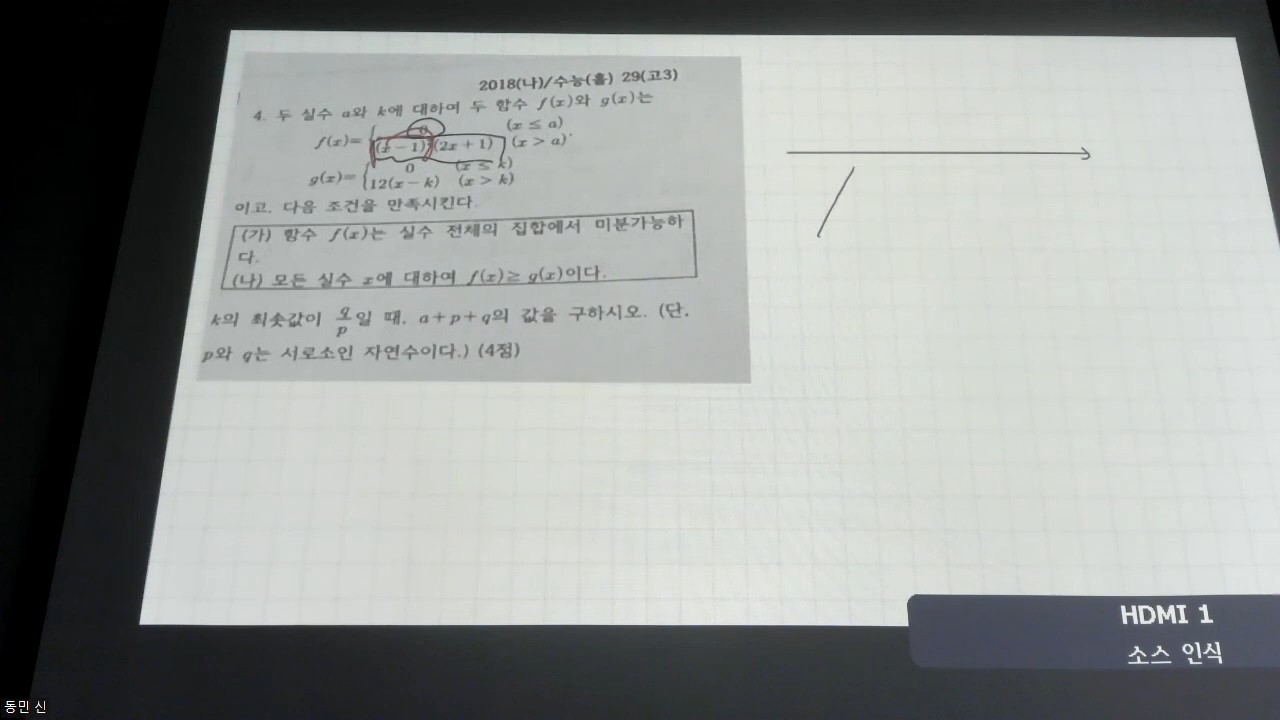 2018(나)/수능(홀) 29(고3)
4. 두 실수 a와 k에 대하여 두 함수 f(x)와 g(x)는
f(x)={ 0 (x ≤ a)
(x-1)²(2x+1) (x > a)'
g(x)={ 0 (x ≤ k)
12(x-k) (x > k)
이고, 다음 조건을 만족시킨다.
(가) 함수 f(x)는 실수 전체의 집합에서 미분가능하
다.
(나) 모든 실수 x에 대하여 f(x)≥ g(x)이다.
k의 최솟값이 q/p일 때, a+p+q의 값을 구하시오. (단,
p와 q는 서로소인 자연수이다.) (4점)
HDMI 1
소스 인식
동민 신